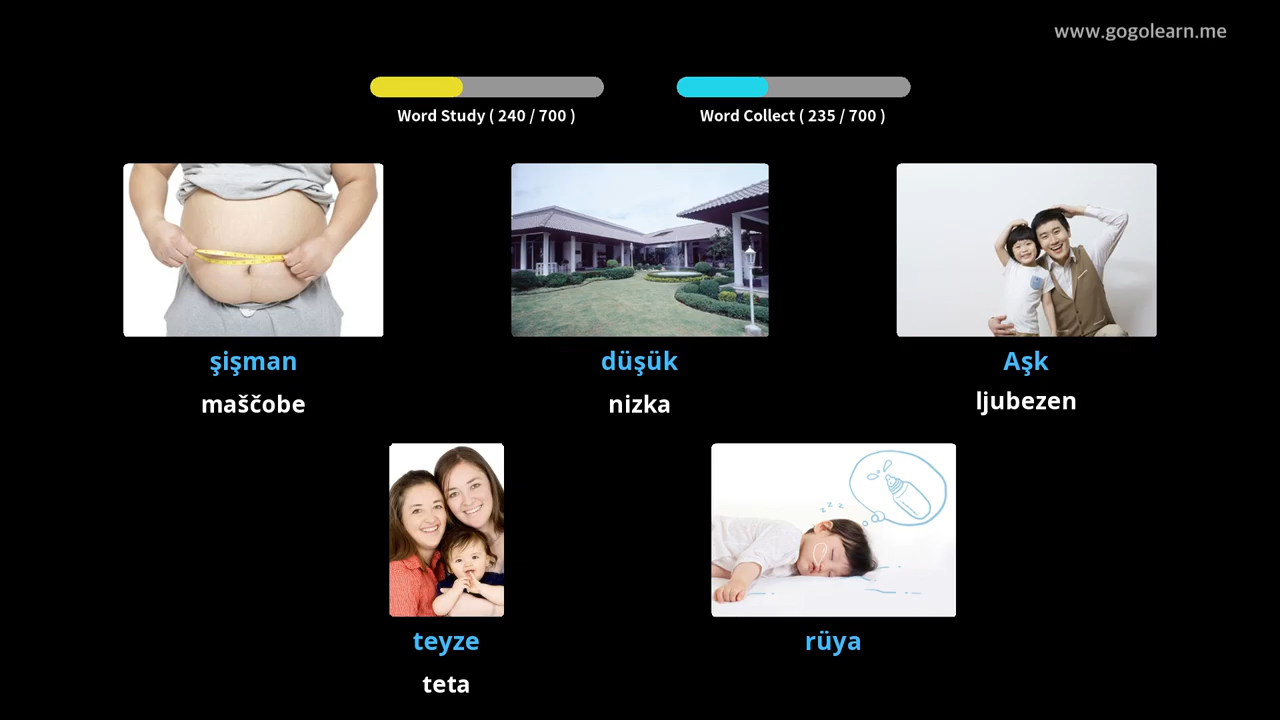 www.gogolearn.me
Word Study ( 240 / 700 )
Word Collect ( 235 / 700 )
şişman
maščobe
düşük
nizka
Aşk
ljubezen
teyze
teta
rüya